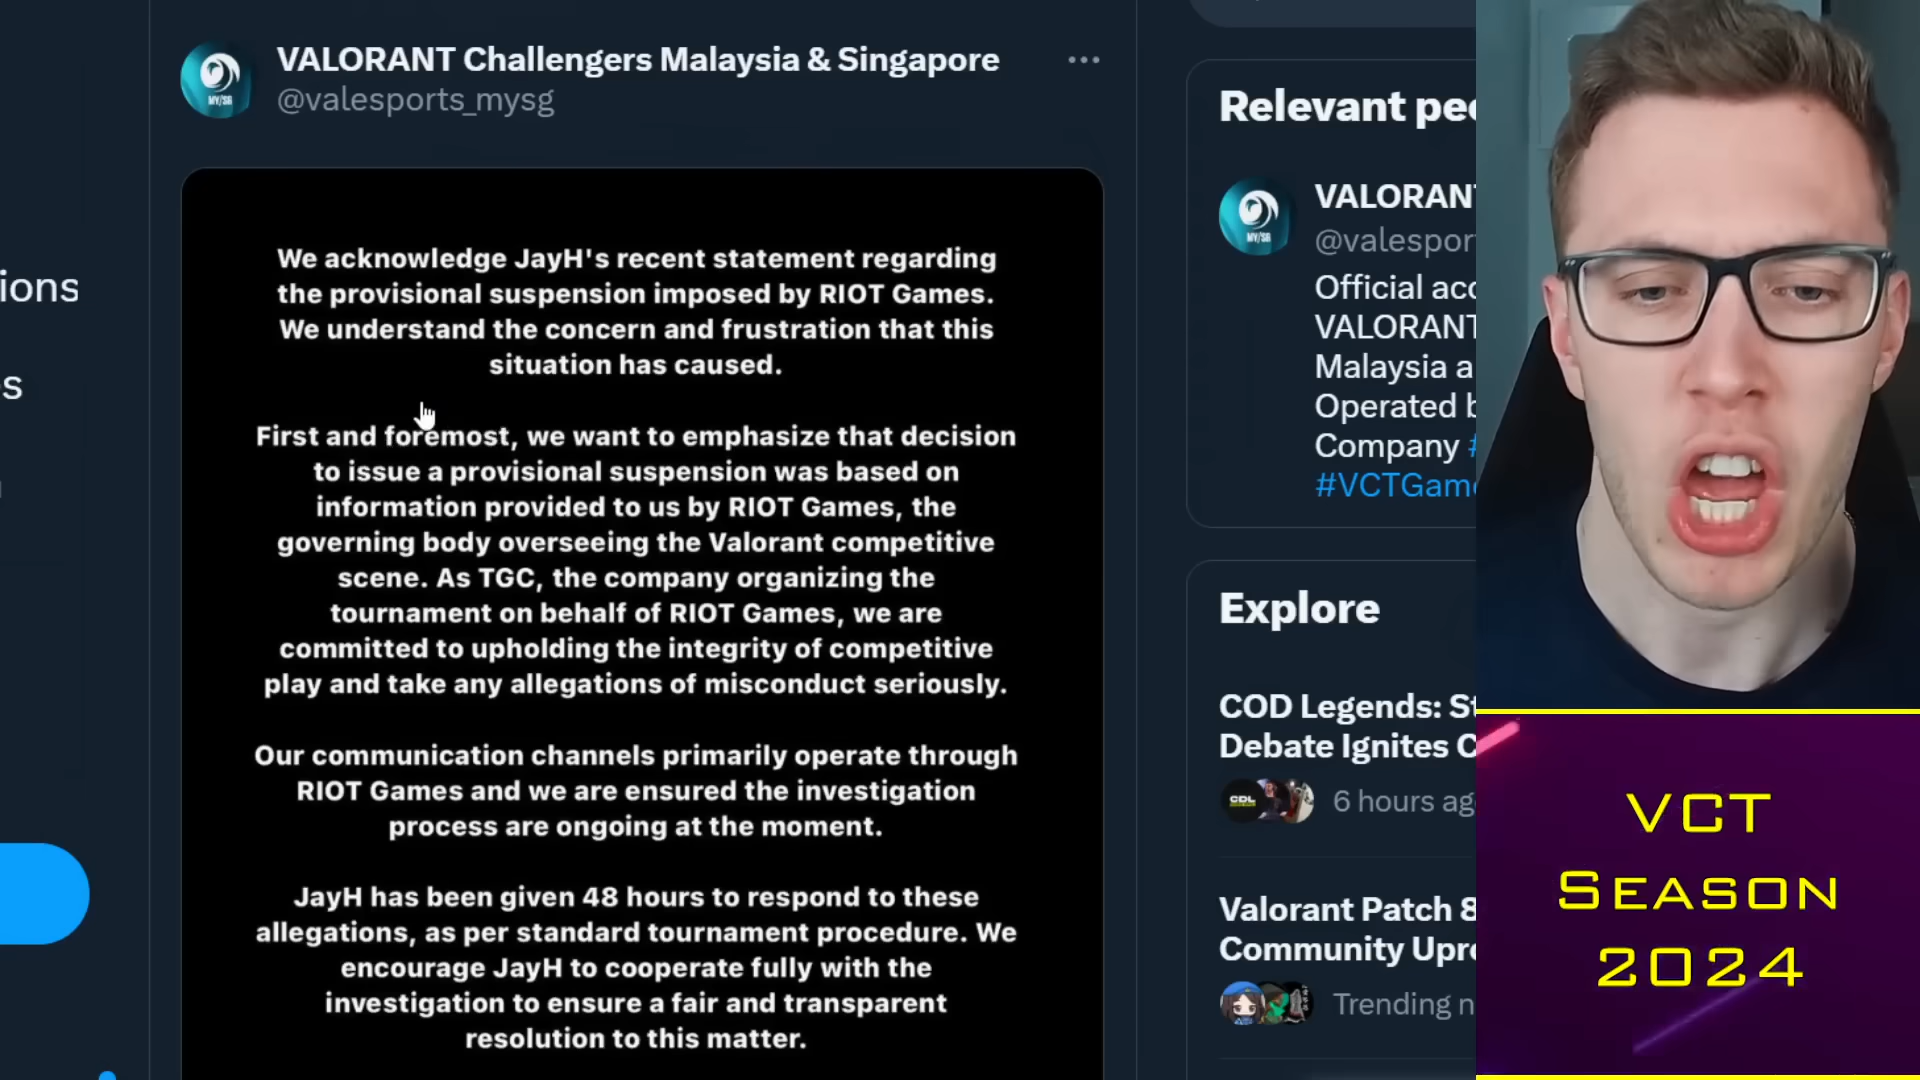 VALORANT Challengers Malaysia & Singapore
@valesports_mysg
MY/SG
We acknowledge JayH's recent statement regarding
the provisional suspension imposed by RIOT Games.
We understand the concern and frustration that this
situation has caused.
First and foremost, we want to emphasize that decision
to issue a provisional suspension was based on
information provided to us by RIOT Games, the
governing body overseeing the Valorant competitive
scene. As TGC, the company organizing the
tournament on behalf of RIOT Games, we are
committed to upholding the integrity of competitive
play and take any allegations of misconduct seriously.
Our communication channels primarily operate through
RIOT Games and we are ensured the investigation
process are ongoing at the moment.
JayH has been given 48 hours to respond to these
allegations, as per standard tournament procedure. We
encourage JayH to cooperate fully with the
investigation to ensure a fair and transparent
resolution to this matter.
ions
s
Relevant peo
VALORANT
@valespor
MY/SG
Official acc
VALORANT
Malaysia a
Operated b
Company #
#VCTGam
Explore
COD Legends: St
Debate Ignites C
CDL
6 hours ag
Valorant Patch 8
Community Upro
Trending n
VCT
SEASON
2024